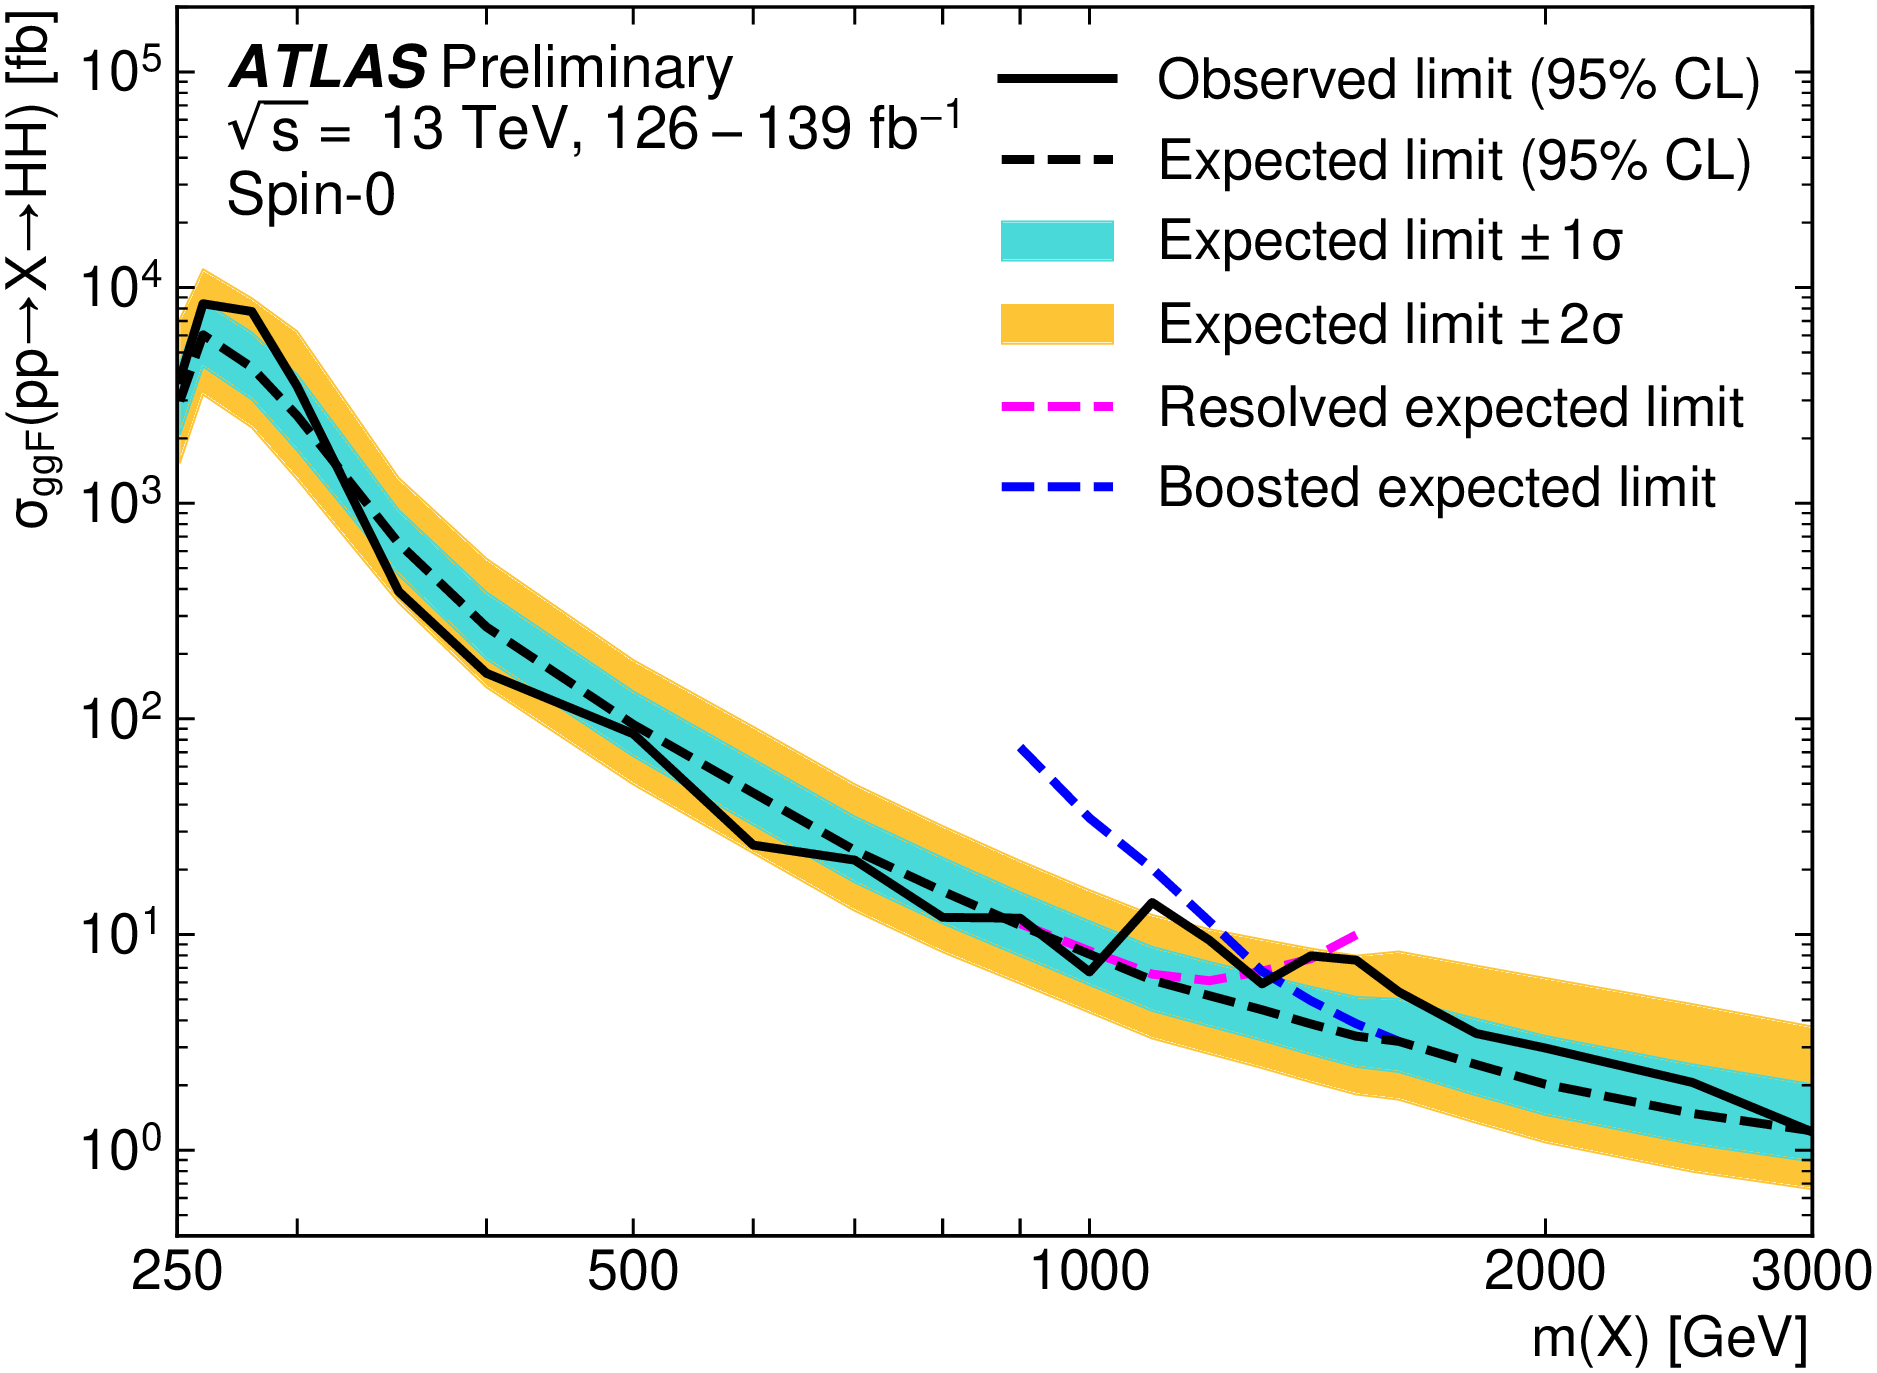 ATLAS Preliminary
√s = 13 TeV, 126 – 139 fb⁻¹
Spin-0
Observed limit (95% CL)
Expected limit (95% CL)
Expected limit ± 1σ
Expected limit ± 2σ
Resolved expected limit
Boosted expected limit
σggF(pp→X→HH) [fb]
10⁵
10⁴
10³
10²
10¹
10⁰
250 500 1000 2000 3000
m(X) [GeV]